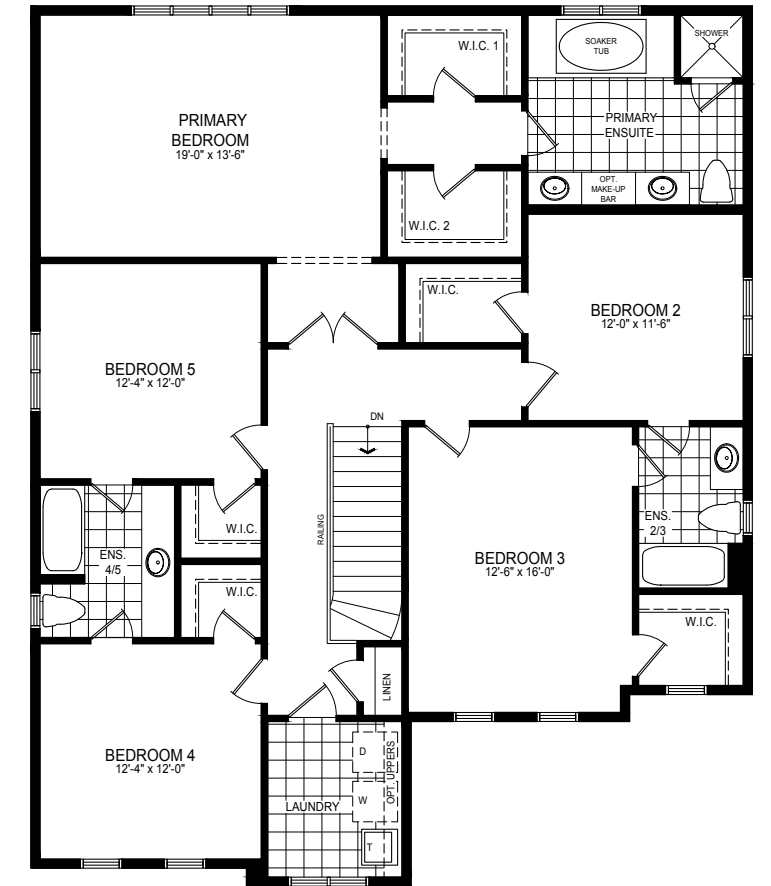 W.I.C. 1
SOAKER
TUB
SHOWER
PRIMARY
BEDROOM
19'-0" x 13'-6"
PRIMARY
ENSUITE
OPT.
MAKE-UP
BAR
W.I.C. 2
W.I.C.
BEDROOM 2
12'-0" x 11'-6"
BEDROOM 5
12'-4" x 12'-0"
DN
RAILING
W.I.C.
ENS.
4/5
W.I.C.
ENS.
2/3
BEDROOM 3
12'-6" x 16'-0"
W.I.C.
LINEN
BEDROOM 4
12'-4" x 12'-0"
D
OPT. UPPERS
W
LAUNDRY
T